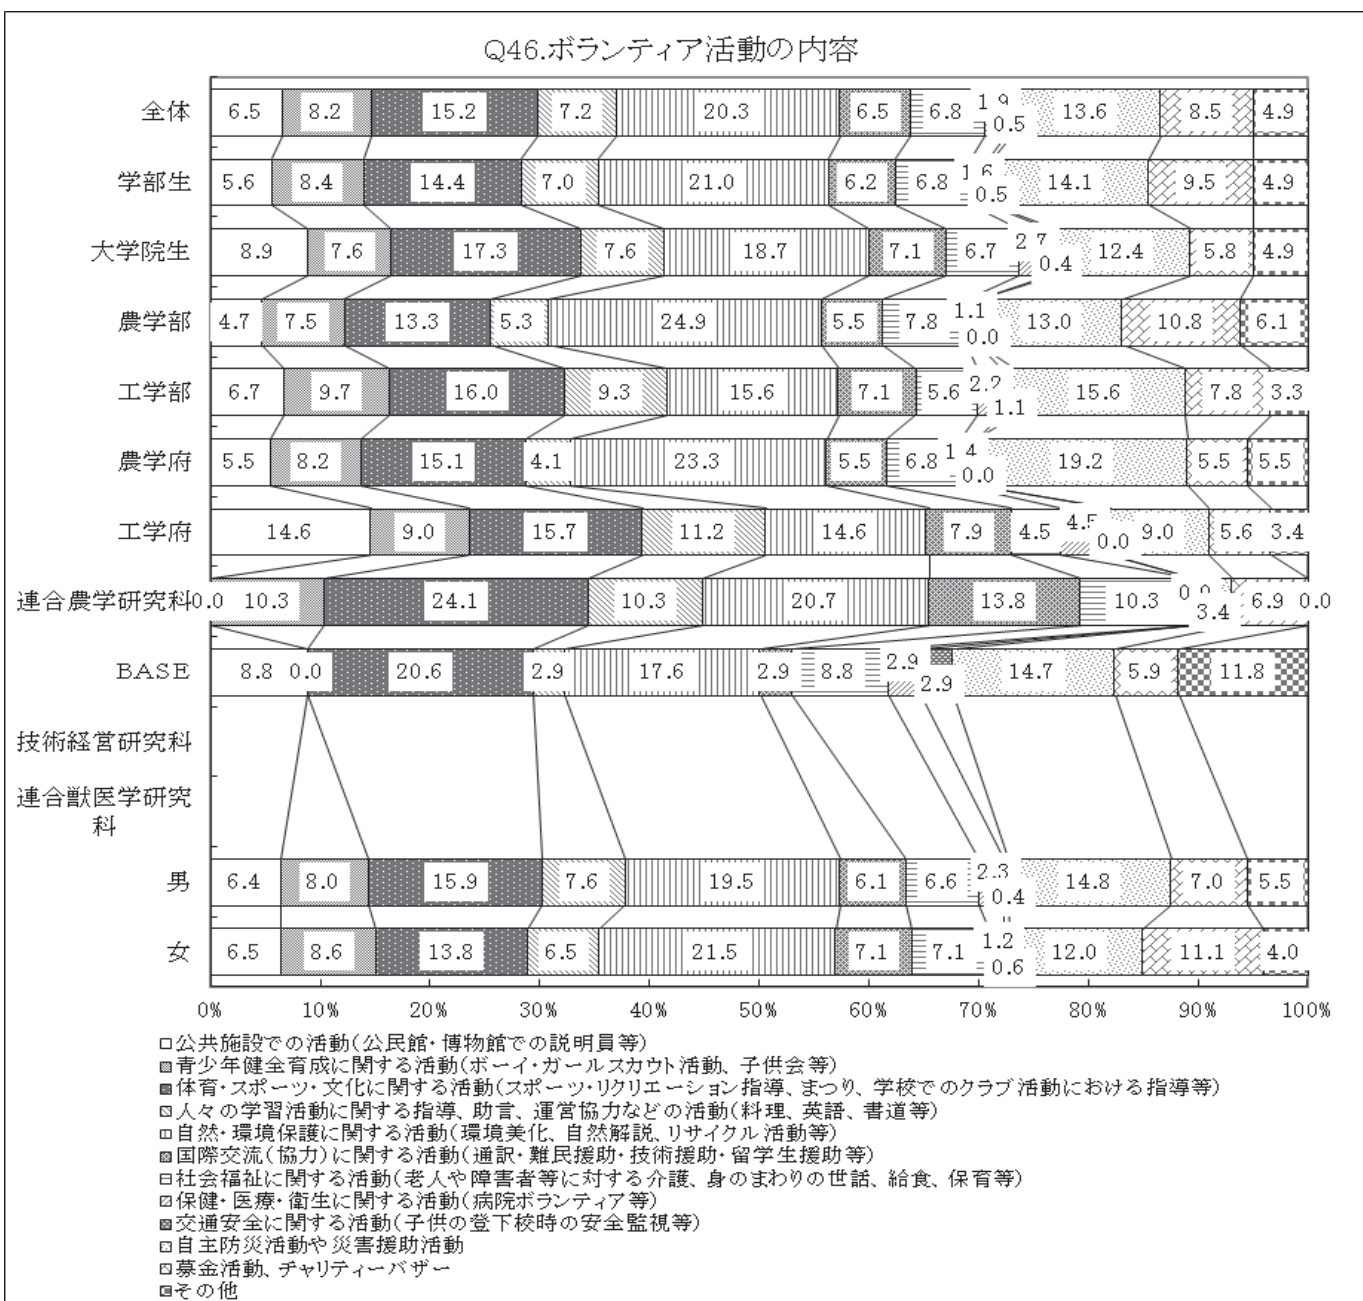 Q46.ボランティア活動の内容
全体 6.5 8.2 15.2 7.2 20.3 6.5 6.8 1.9 0.5 13.6 8.5 4.9
学部生 5.6 8.4 14.4 7.0 21.0 6.2 6.8 1.6 0.5 14.1 9.5 4.9
大学院生 8.9 7.6 17.3 7.6 18.7 7.1 6.7 2.7 0.4 12.4 5.8 4.9
農学部 4.7 7.5 13.3 5.3 24.9 5.5 7.8 1.1 0.0 13.0 10.8 6.1
工学部 6.7 9.7 16.0 9.3 15.6 7.1 5.6 2.2 1.1 15.6 7.8 3.3
農学府 5.5 8.2 15.1 4.1 23.3 5.5 6.8 1.4 0.0 19.2 5.5 5.5
工学府 14.6 9.0 15.7 11.2 14.6 7.9 4.5 4.5 0.0 9.0 5.6 3.4
連合農学研究科 0.0 10.3 24.1 10.3 20.7 13.8 10.3 0.0 3.4 6.9 0.0
BASE 8.8 0.0 20.6 2.9 17.6 2.9 8.8 2.9 2.9 14.7 5.9 11.8
技術経営研究科
連合獣医学研究
科
男 6.4 8.0 15.9 7.6 19.5 6.1 6.6 2.3 0.4 14.8 7.0 5.5
女 6.5 8.6 13.8 6.5 21.5 7.1 7.1 1.2 0.6 12.0 11.1 4.0
0% 10% 20% 30% 40% 50% 60% 70% 80% 90% 100%
公共施設での活動(公民館・博物館での説明員等)
青少年健全育成に関する活動(ボーイ・ガールスカウト活動、子供会等)
体育・スポーツ・文化に関する活動(スポーツ・リクリエーション指導、まつり、学校でのクラブ活動における指導等)
人々の学習活動に関する指導、助言、運営協力などの活動(料理、英語、書道等)
自然・環境保護に関する活動(環境美化、自然解説、リサイクル活動等)
国際交流(協力)に関する活動(通訳・難民援助・技術援助・留学生援助等)
社会福祉に関する活動(老人や障害者等に対する介護、身のまわりの世話、給食、保育等)
保健・医療・衛生に関する活動(病院ボランティア等)
交通安全に関する活動(子供の登下校時の安全監視等)
自主防災活動や災害援助活動
募金活動、チャリティーバザー
その他